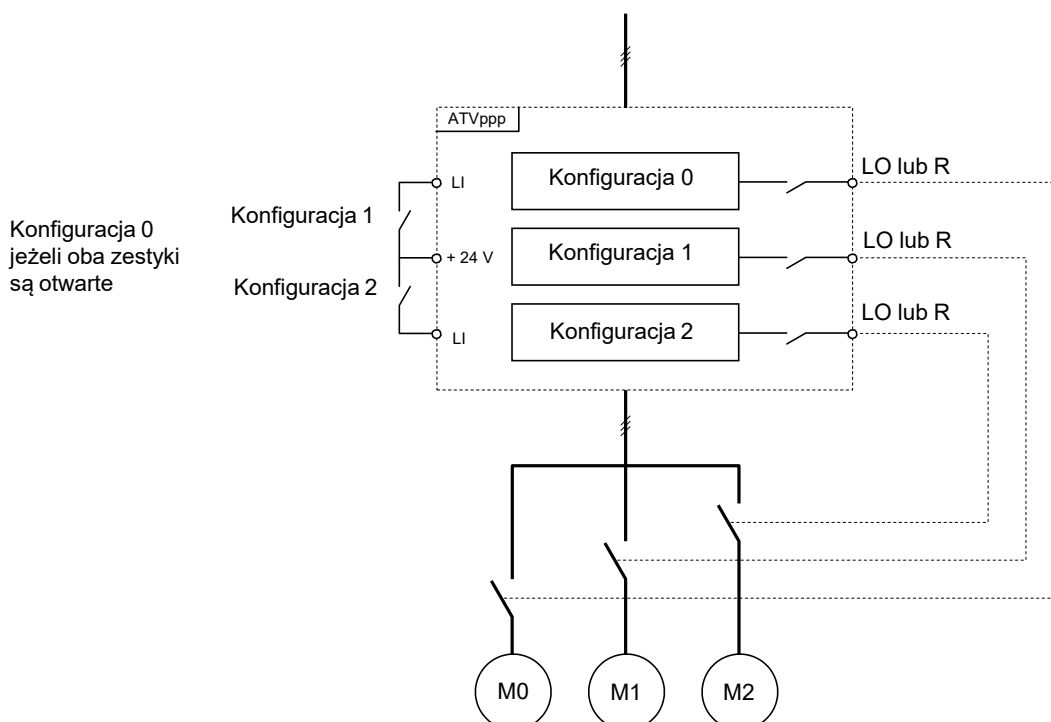 ATVppp
LO lub R
LI
Konfiguracja 0
Konfiguracja 1
Konfiguracja 0
jeżeli oba zestyki
są otwarte
LO lub R
+ 24 V
Konfiguracja 1
Konfiguracja 2
LO lub R
LI
Konfiguracja 2
M0
M1
M2